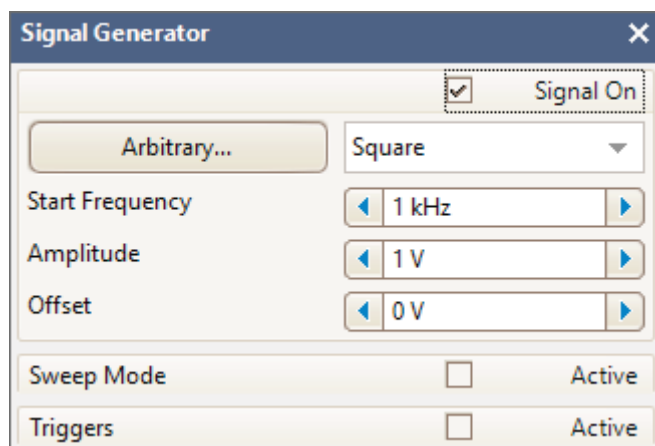 Signal Generator
Signal On
Arbitrary... Square
Start Frequency 1 kHz
Amplitude 1 V
Offset 0 V
Sweep Mode Active
Triggers Active